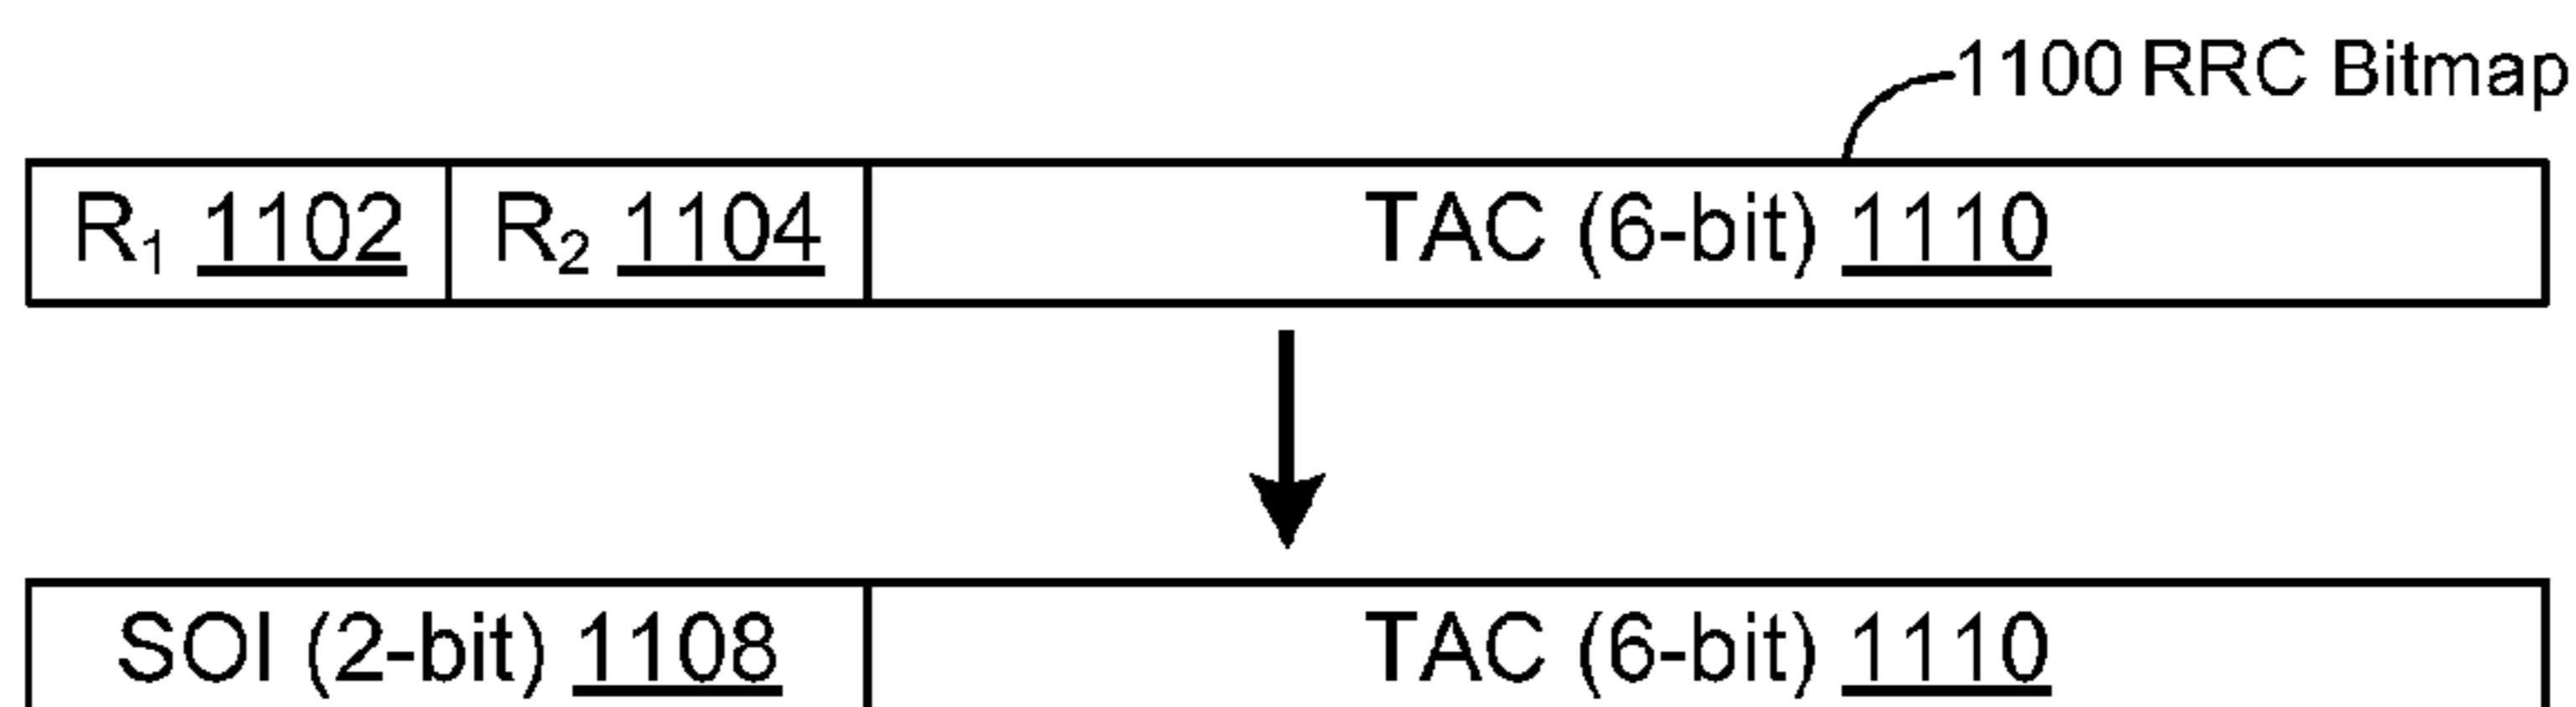 1100 RRC Bitmap
R₁ 1102 R₂ 1104 TAC (6-bit) 1110
SOI (2-bit) 1108 TAC (6-bit) 1110